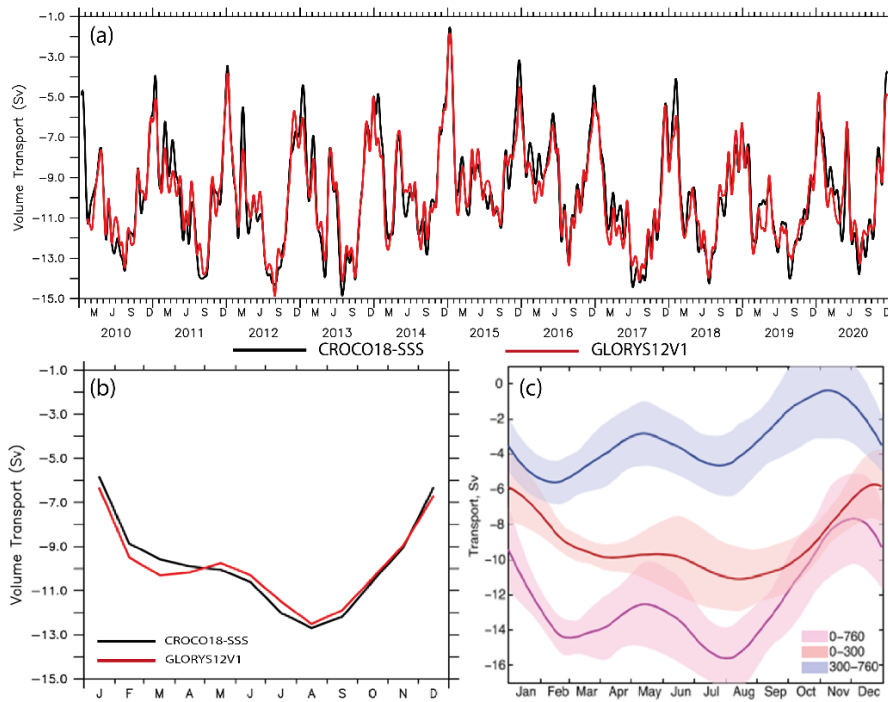 (a)
Volume Transport (Sv)
-1.0
-3.0
-5.0
-7.0
-9.0
-11.0
-13.0
-15.0
M J S D M J S D M J S D M J S D M J S D M J S D M J S D M J S D M J S D M J S D M J S D
2010 2011 2012 2013 2014 2015 2016 2017 2018 2019 2020
CROCO18-SSS GLORYS12V1
(b)
Volume Transport (Sv)
-1.0
-3.0
-5.0
-7.0
-9.0
-11.0
-13.0
-15.0
CROCO18-SSS
GLORYS12V1
J F M A M J J A S O N D
(c)
Transport, Sv
0
-2
-4
-6
-8
-10
-12
-14
-16
0-760
0-300
300-760
Jan Feb Mar Apr May Jun Jul Aug Sep Oct Nov Dec